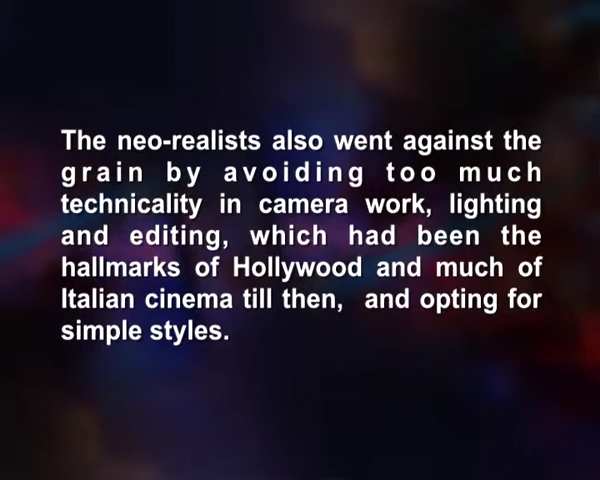 The neo-realists also went against the
grain by avoiding too much
technicality in camera work, lighting
and editing, which had been the
hallmarks of Hollywood and much of
Italian cinema till then, and opting for
simple styles.